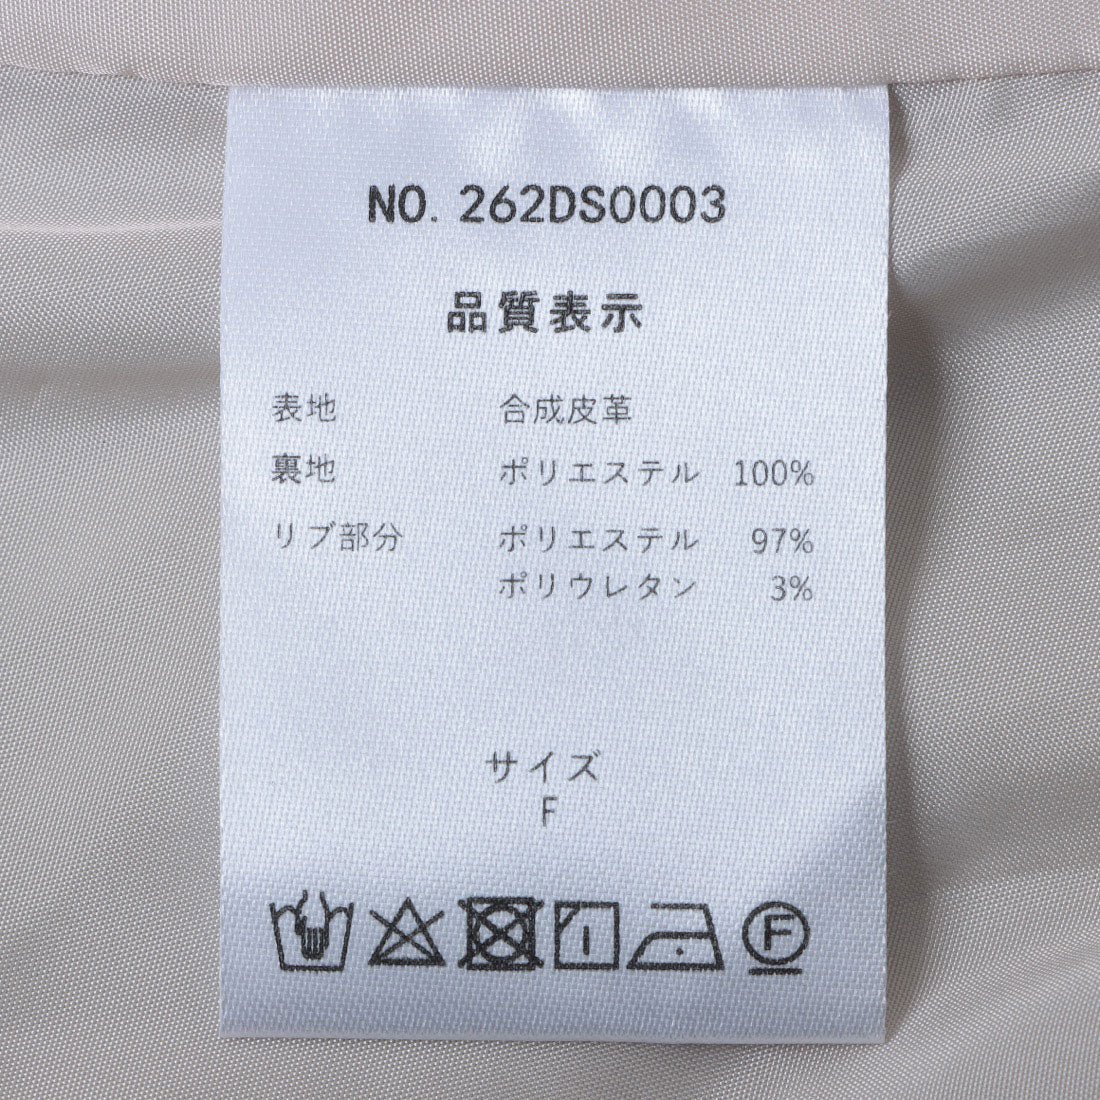 NO. 262DS0003
品質表示
表地 合成皮革
裏地 ポリエステル 100%
リブ部分 ポリエステル 97%
ポリウレタン 3%
サイズ
F
F